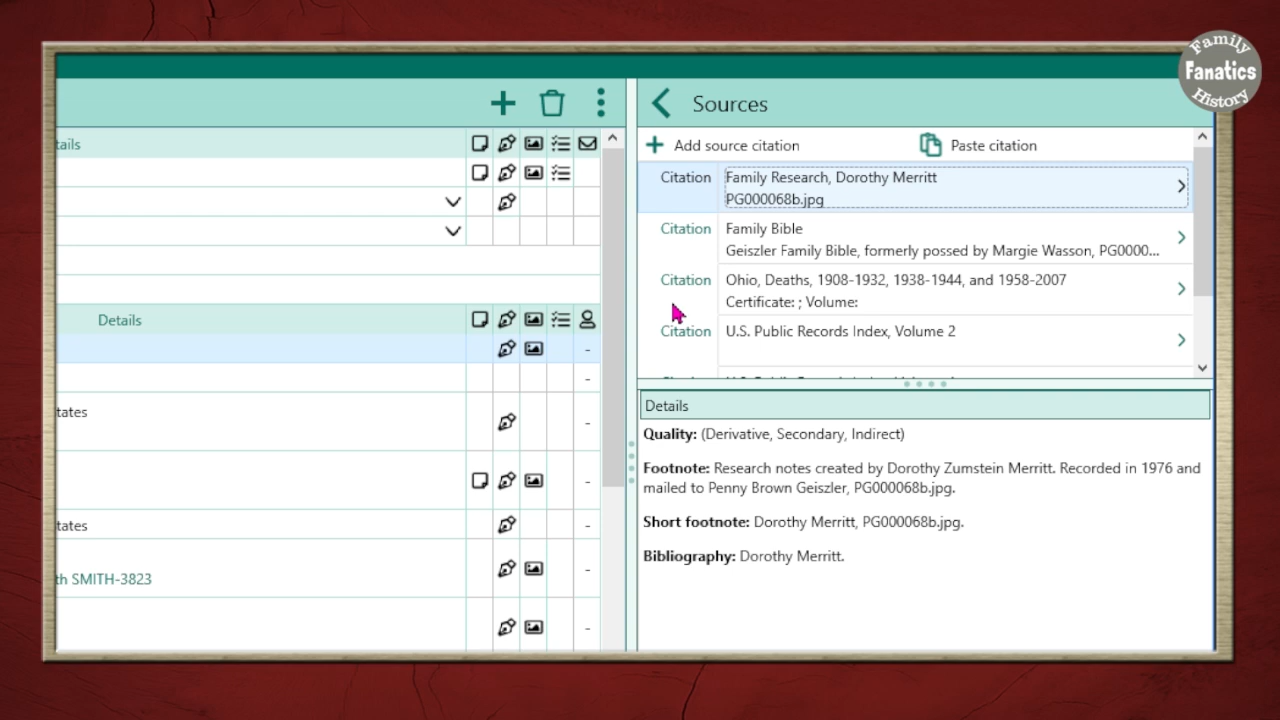 Family
Fanatics
History
Sources
tails
Add source citation
Paste citation
Citation
Family Research, Dorothy Merritt
PG000068b.jpg
Citation
Family Bible
Geiszler Family Bible, formerly possed by Margie Wasson, PG0000...
Citation
Ohio, Deaths, 1908-1932, 1938-1944, and 1958-2007
Certificate: ; Volume:
Citation
U.S. Public Records Index, Volume 2
Details
-
-
tates
-
-
tates
-
th SMITH-3823
-
-
Details
Quality: (Derivative, Secondary, Indirect)
Footnote: Research notes created by Dorothy Zumstein Merritt. Recorded in 1976 and
mailed to Penny Brown Geiszler, PG000068b.jpg.
Short footnote: Dorothy Merritt, PG000068b.jpg.
Bibliography: Dorothy Merritt.